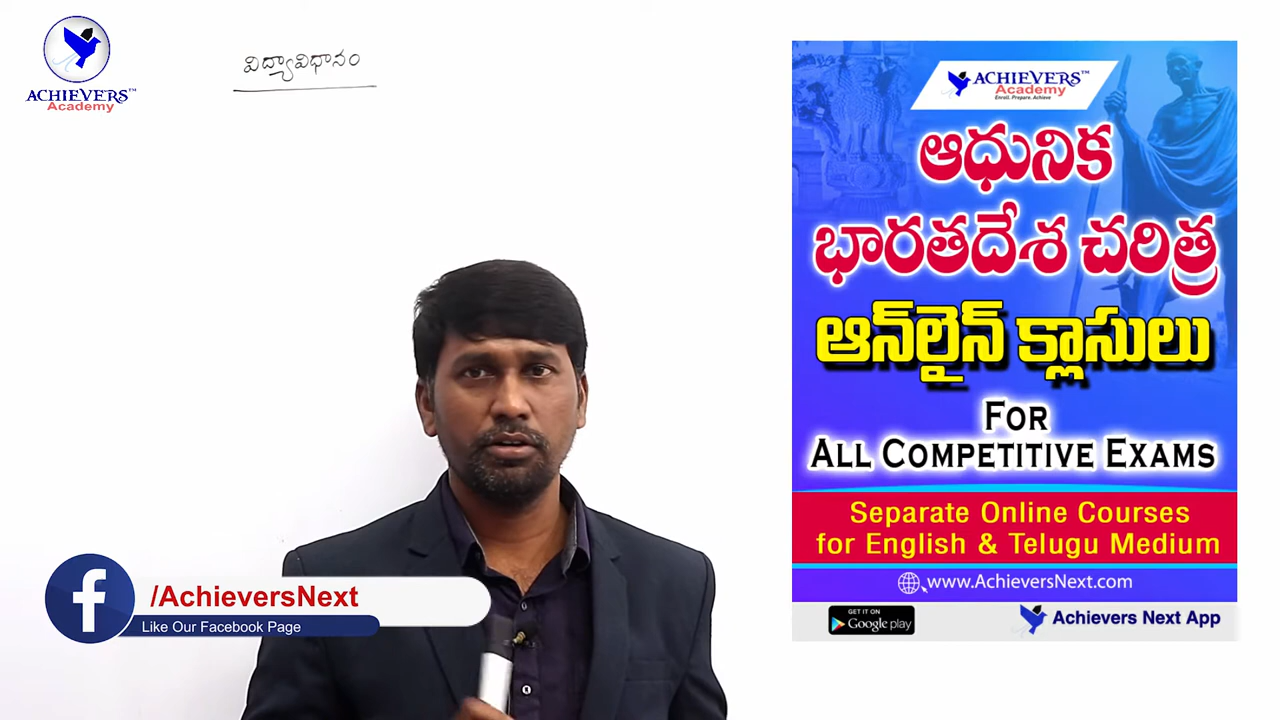 ACHIEVERS™
Academy
విద్యావిధానం
ACHIEVERS™
Academy
Enroll. Prepare. Achieve
ఆధునిక
భారతదేశ చరిత్ర
ఆన్‌లైన్ క్లాసులు
FOR
ALL COMPETITIVE EXAMS
Separate Online Courses
for English & Telugu Medium
www.AchieversNext.com
GET IT ON
Google play
Achievers Next App
/AchieversNext
Like Our Facebook Page